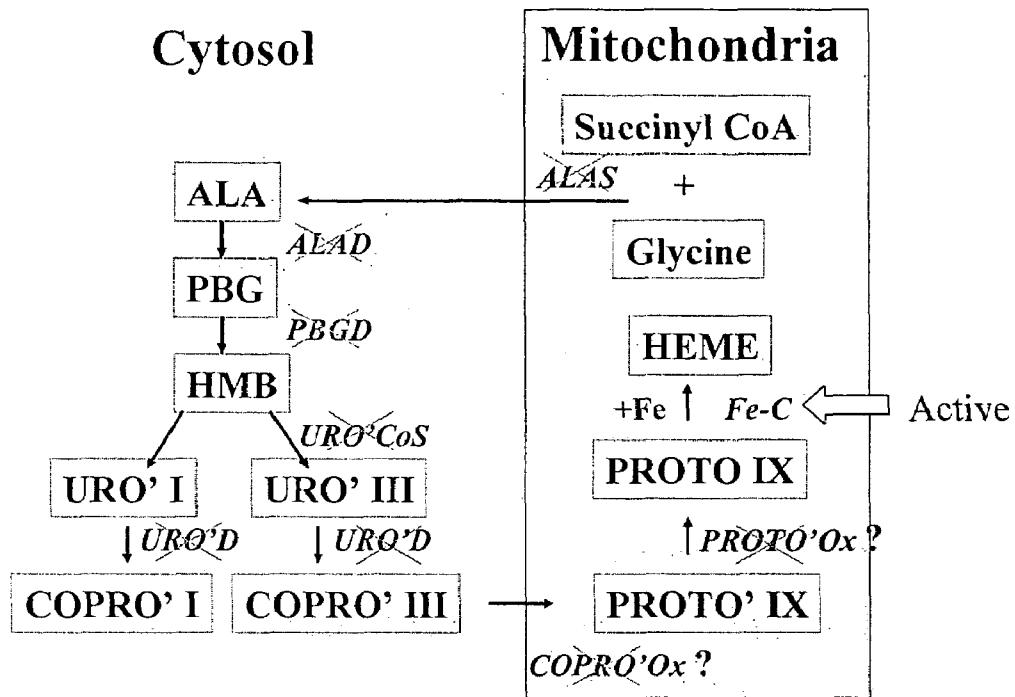 Cytosol
Mitochondria
Succinyl CoA
ALAS
+
ALA
Glycine
ALAD
PBG
PBGD
HEME
HMB
+Fe
Fe-C
Active
URO'CoS
URO' I
URO' III
PROTO IX
URO'D
URO'D
PROTO'Ox ?
COPRO' I
COPRO' III
PROTO' IX
COPRO'Ox ?